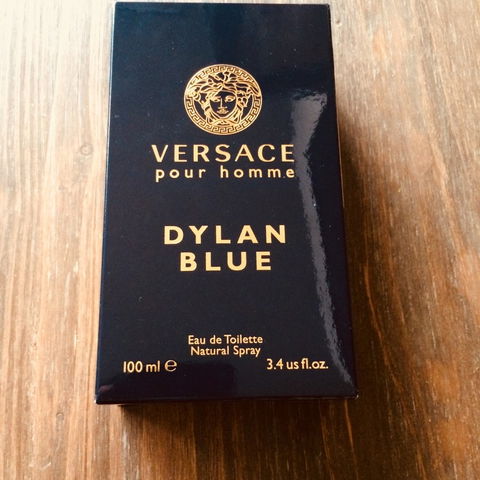 VERSACE
pour homme
DYLAN
BLUE
Eau de Toilette
Natural Spray
100 ml ℮
3.4 us fl.oz.